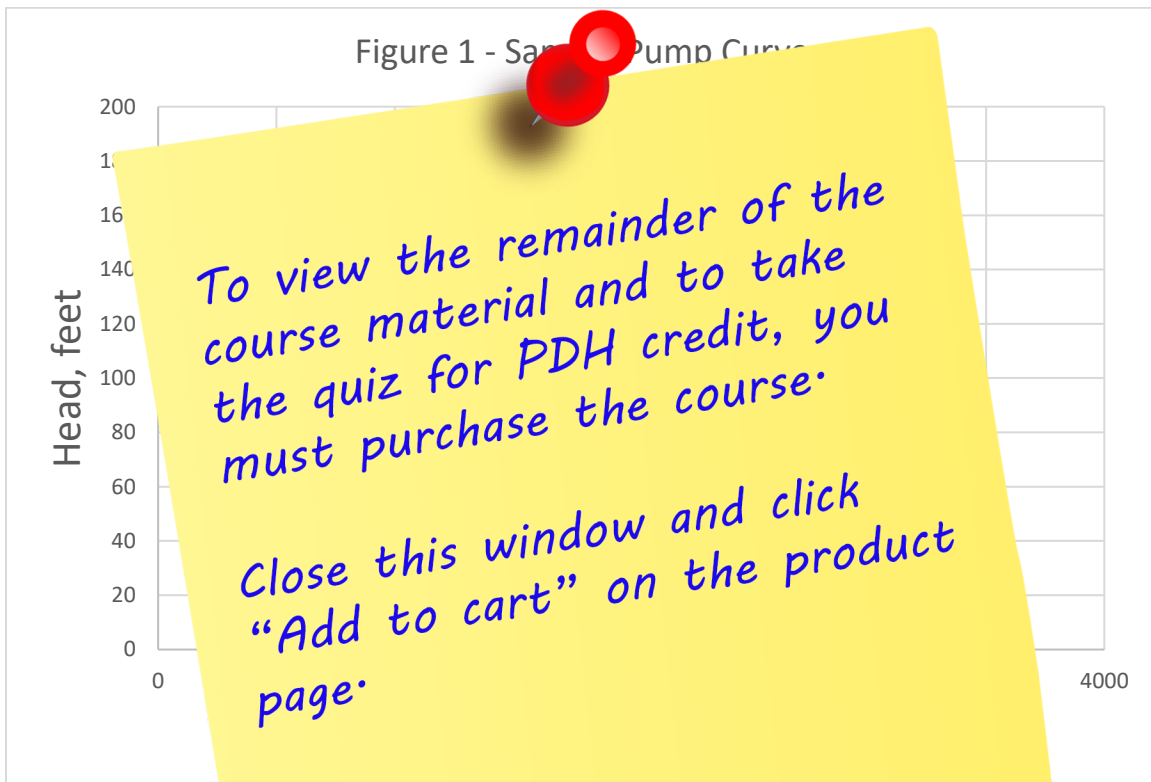 Figure 1 - Sa Pump Curve
200
160
140
120
100
80
60
40
20
0
0
4000
Head, feet
To view the remainder of the
course material and to take
the quiz for PDH credit, you
must purchase the course.
Close this window and click
“Add to cart” on the product
page.